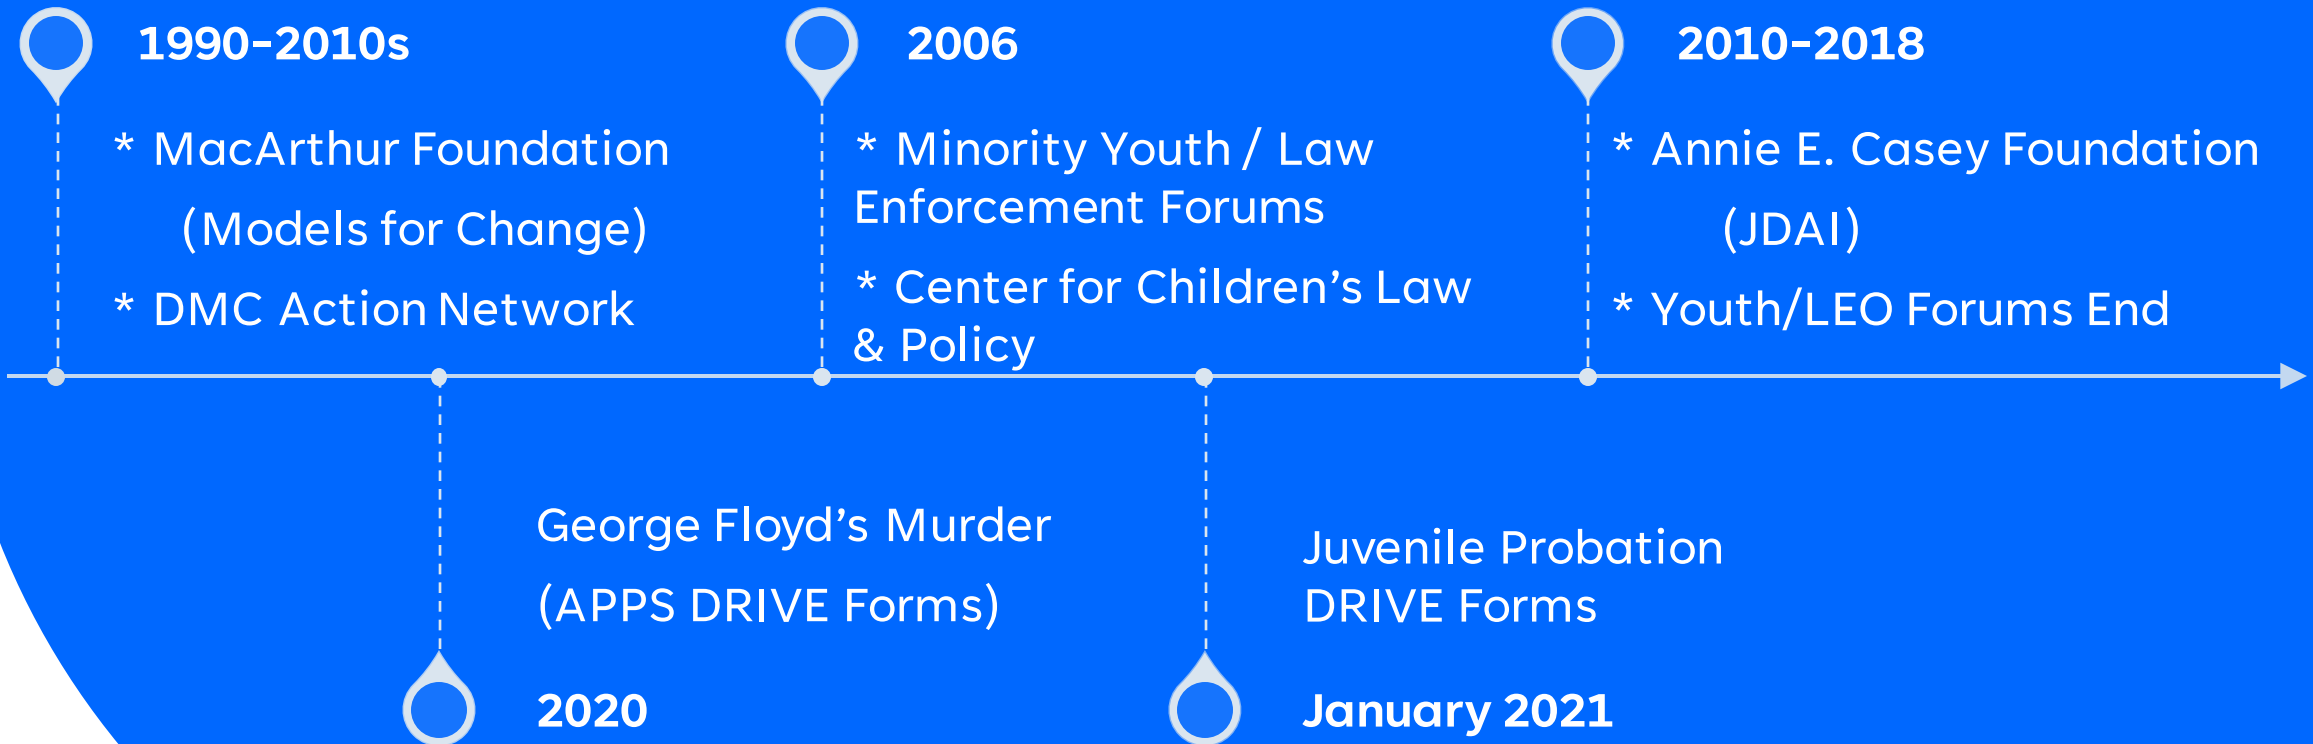 1990-2010s
* MacArthur Foundation
(Models for Change)
* DMC Action Network
2006
* Minority Youth / Law
Enforcement Forums
* Center for Children’s Law
& Policy
2010-2018
* Annie E. Casey Foundation
(JDAI)
* Youth/LEO Forums End
George Floyd’s Murder
(APPS DRIVE Forms)
2020
Juvenile Probation
DRIVE Forms
January 2021